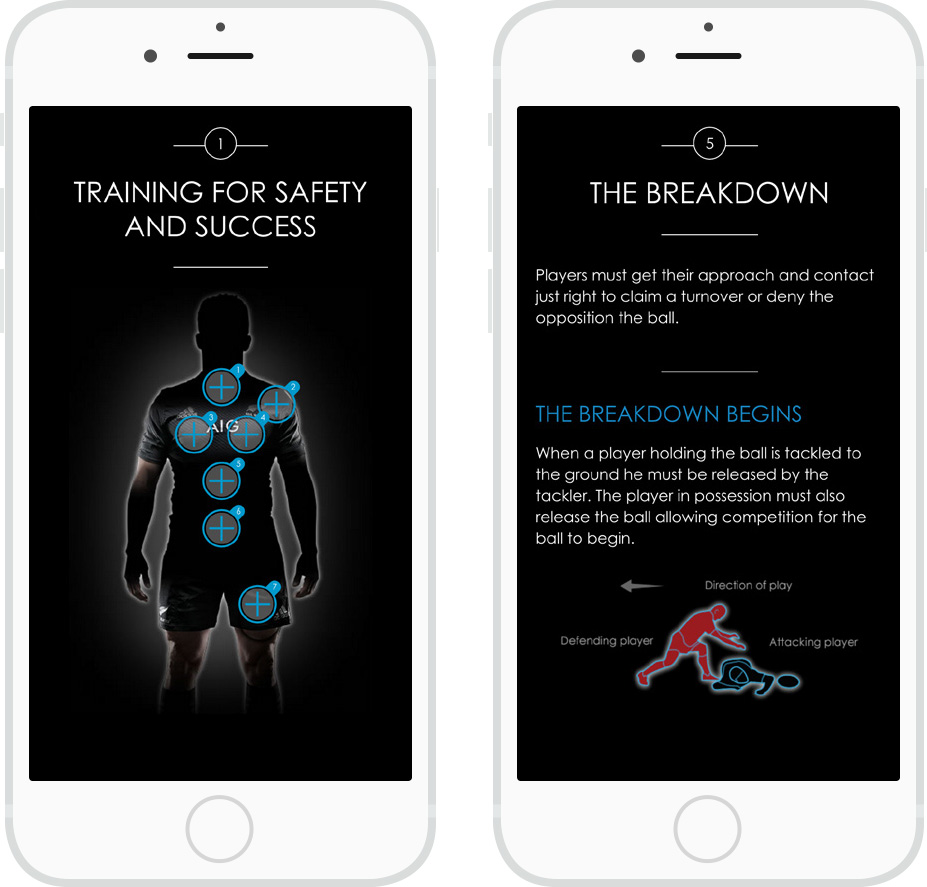 1
TRAINING FOR SAFETY
AND SUCCESS
1
2
3
4
AIG
5
6
7
5
THE BREAKDOWN
Players must get their approach and contact
just right to claim a turnover or deny the
opposition the ball.
THE BREAKDOWN BEGINS
When a player holding the ball is tackled to
the ground he must be released by the
tackler. The player in possession must also
release the ball allowing competition for the
ball to begin.
Direction of play
Defending player
Attacking player